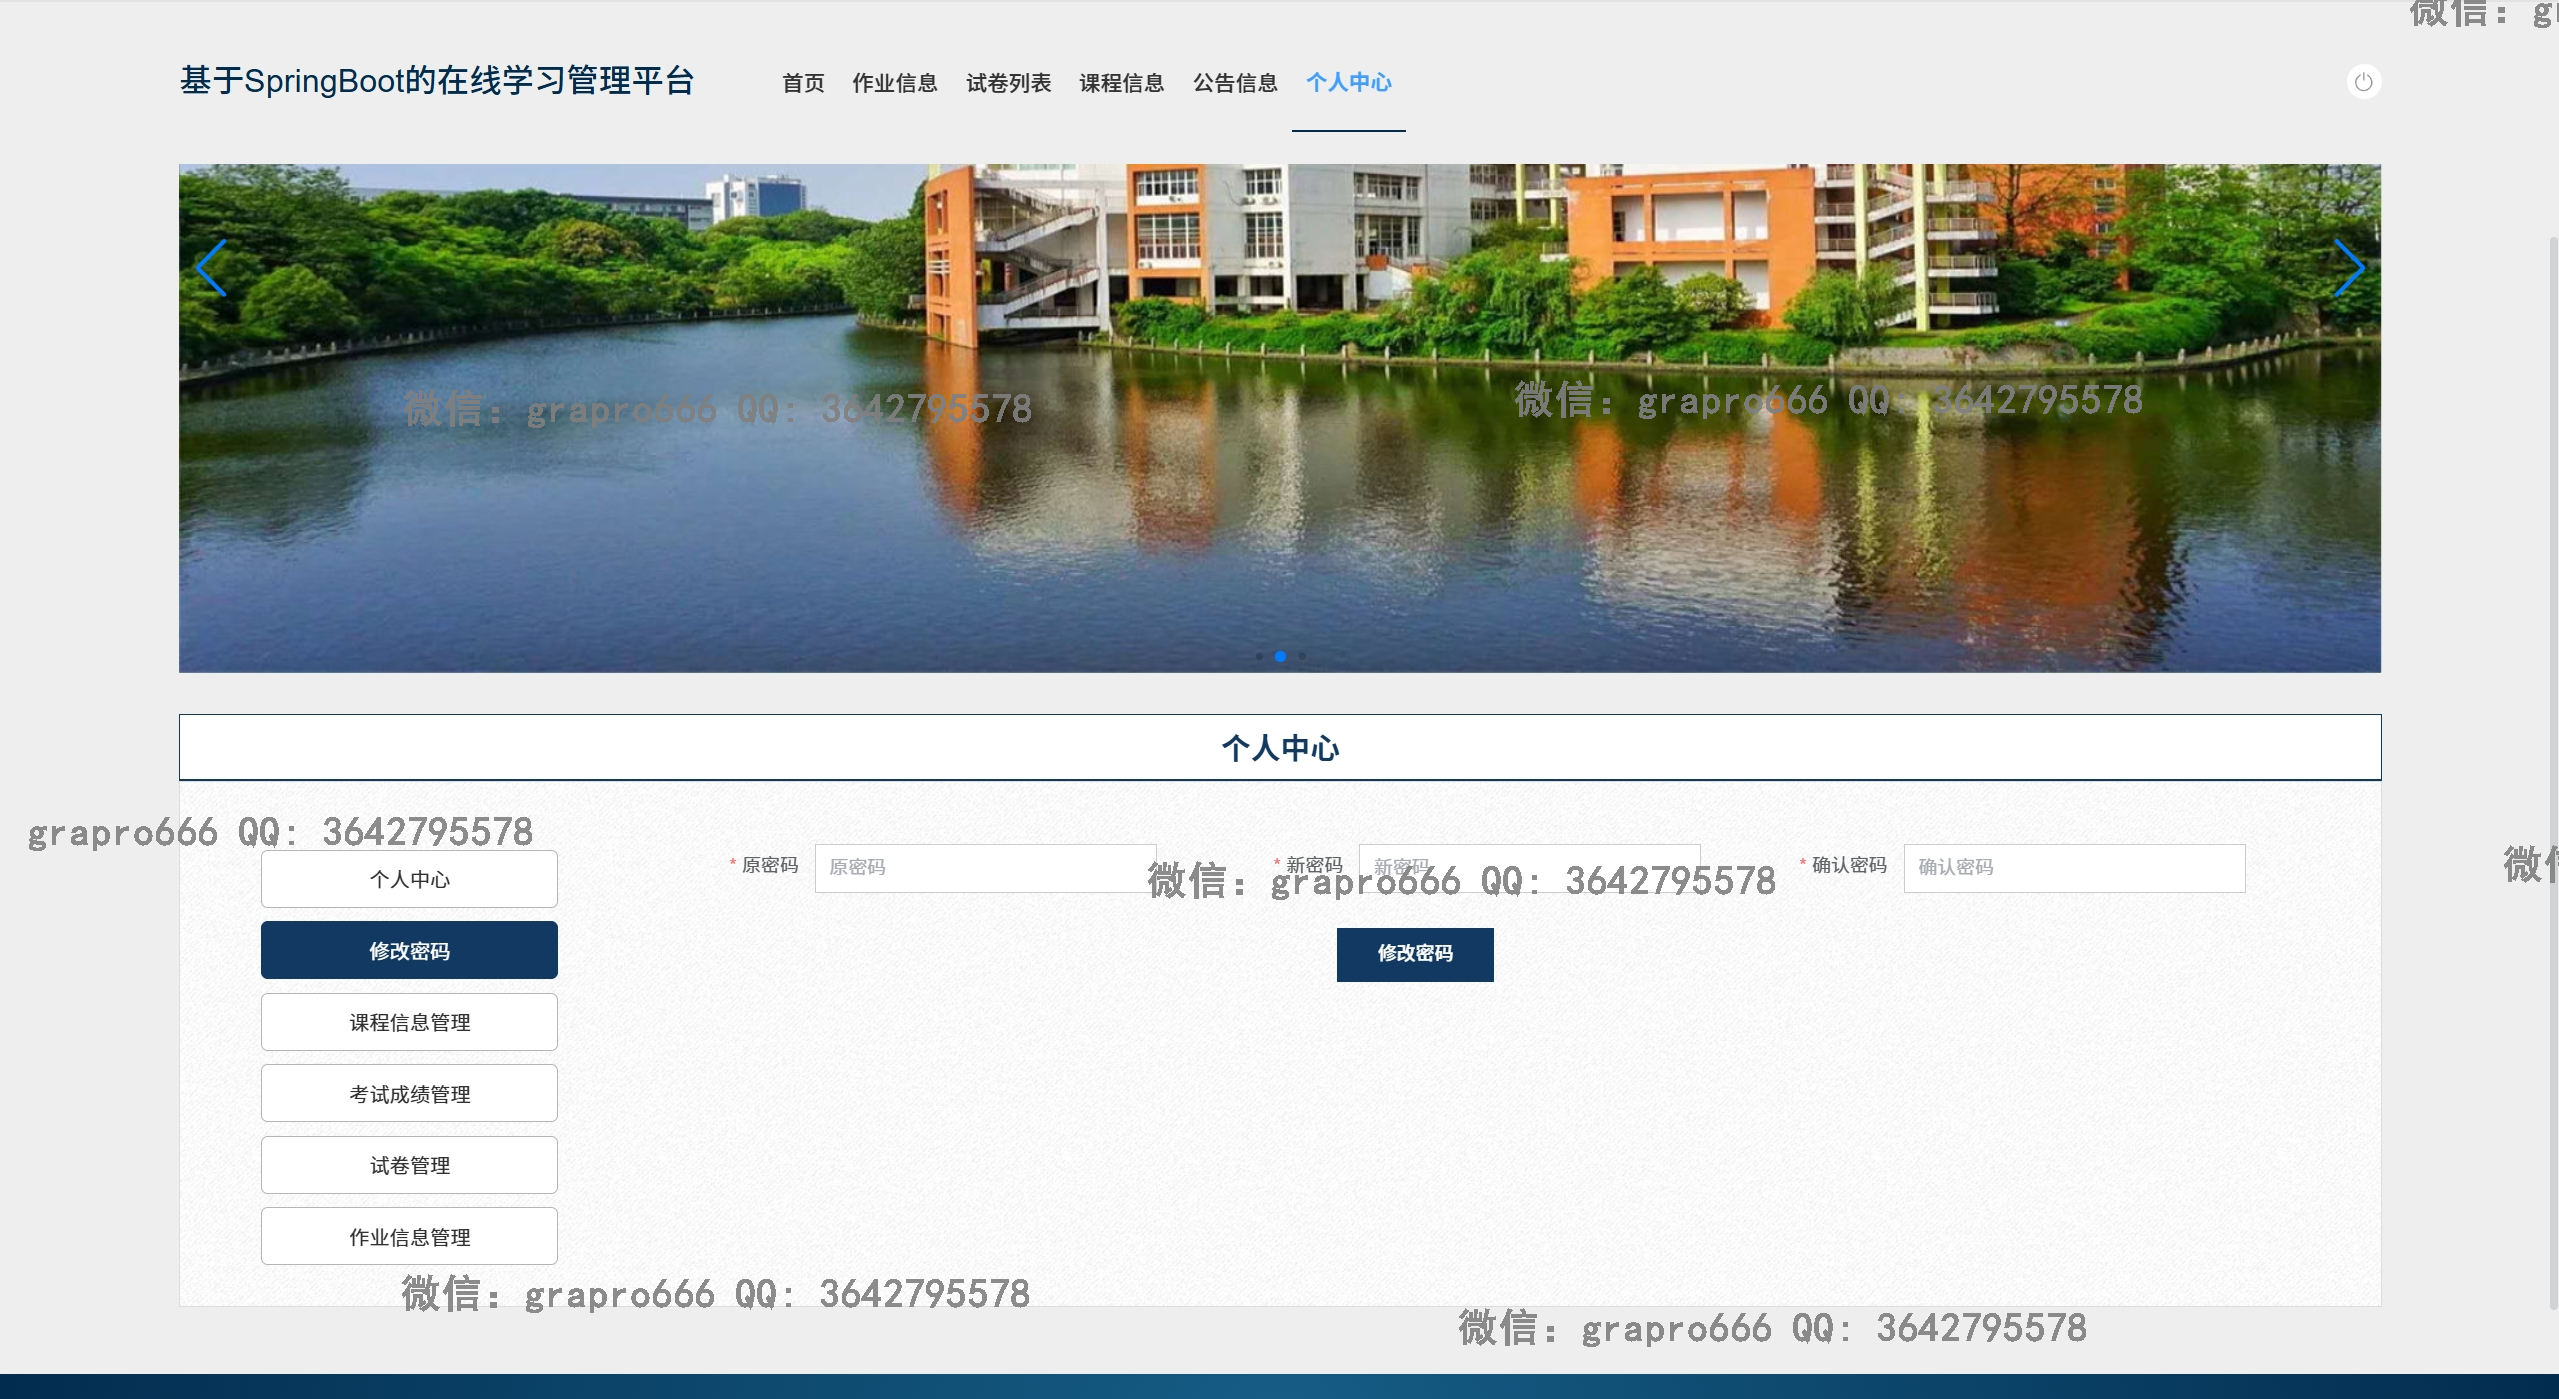 微信：
基于SpringBoot的在线学习管理平台
首页 作业信息 试卷列表 课程信息 公告信息 个人中心
微信：grapro666 QQ：3642795578
微信：grapro666 QQ：3642795578
个人中心
grapro666 QQ：3642795578
* 原密码 原密码
* 新密码 新密码
* 确认密码 确认密码
微信：grapro666 QQ：3642795578
个人中心
修改密码
修改密码
课程信息管理
考试成绩管理
试卷管理
作业信息管理
微信：grapro666 QQ：3642795578
微信：grapro666 QQ：3642795578